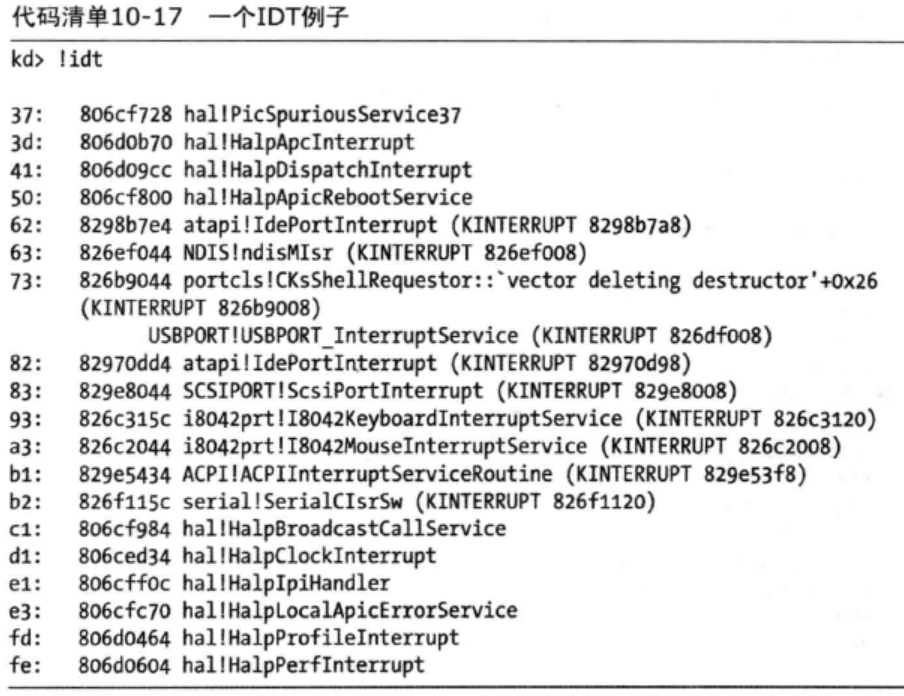 代码清单10-17 一个IDT例子
kd> !idt
37: 806cf728 hal!PicSpuriousService37
3d: 806d0b70 hal!HalpApcInterrupt
41: 806d09cc hal!HalpDispatchInterrupt
50: 806cf800 hal!HalpApicRebootService
62: 8298b7e4 atapi!IdePortInterrupt (KINTERRUPT 8298b7a8)
63: 826ef044 NDIS!ndisMIsr (KINTERRUPT 826ef008)
73: 826b9044 portcls!CKsShellRequestor::`vector deleting destructor'+0x26
(KINTERRUPT 826b9008)
USBPORT!USBPORT_InterruptService (KINTERRUPT 826df008)
82: 82970dd4 atapi!IdePortInterrupt (KINTERRUPT 82970d98)
83: 829e8044 SCSIPORT!ScsiPortInterrupt (KINTERRUPT 829e8008)
93: 826c315c i8042prt!I8042KeyboardInterruptService (KINTERRUPT 826c3120)
a3: 826c2044 i8042prt!I8042MouseInterruptService (KINTERRUPT 826c2008)
b1: 829e5434 ACPI!ACPIInterruptServiceRoutine (KINTERRUPT 829e53f8)
b2: 826f115c serial!SerialCIsrSw (KINTERRUPT 826f1120)
c1: 806cf984 hal!HalpBroadcastCallService
d1: 806ced34 hal!HalpClockInterrupt
e1: 806cff0c hal!HalpIpiHandler
e3: 806cfc70 hal!HalpLocalApicErrorService
fd: 806d0464 hal!HalpProfileInterrupt
fe: 806d0604 hal!HalpPerfInterrupt